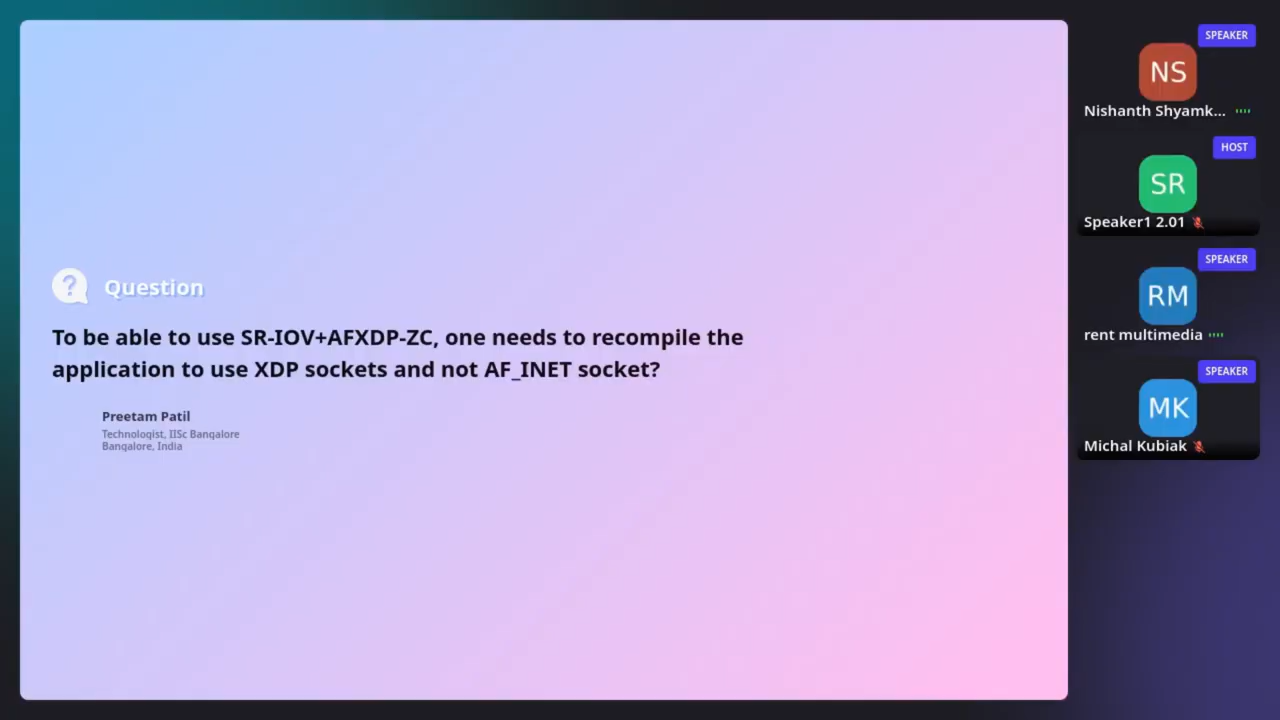 Question
To be able to use SR-IOV+AFXDP-ZC, one needs to recompile the
application to use XDP sockets and not AF_INET socket?
Preetam Patil
Technologist, IISc Bangalore
Bangalore, India
SPEAKER
NS
Nishanth Shyamk...
HOST
SR
Speaker1 2.01
SPEAKER
RM
rent multimedia
SPEAKER
MK
Michal Kubiak